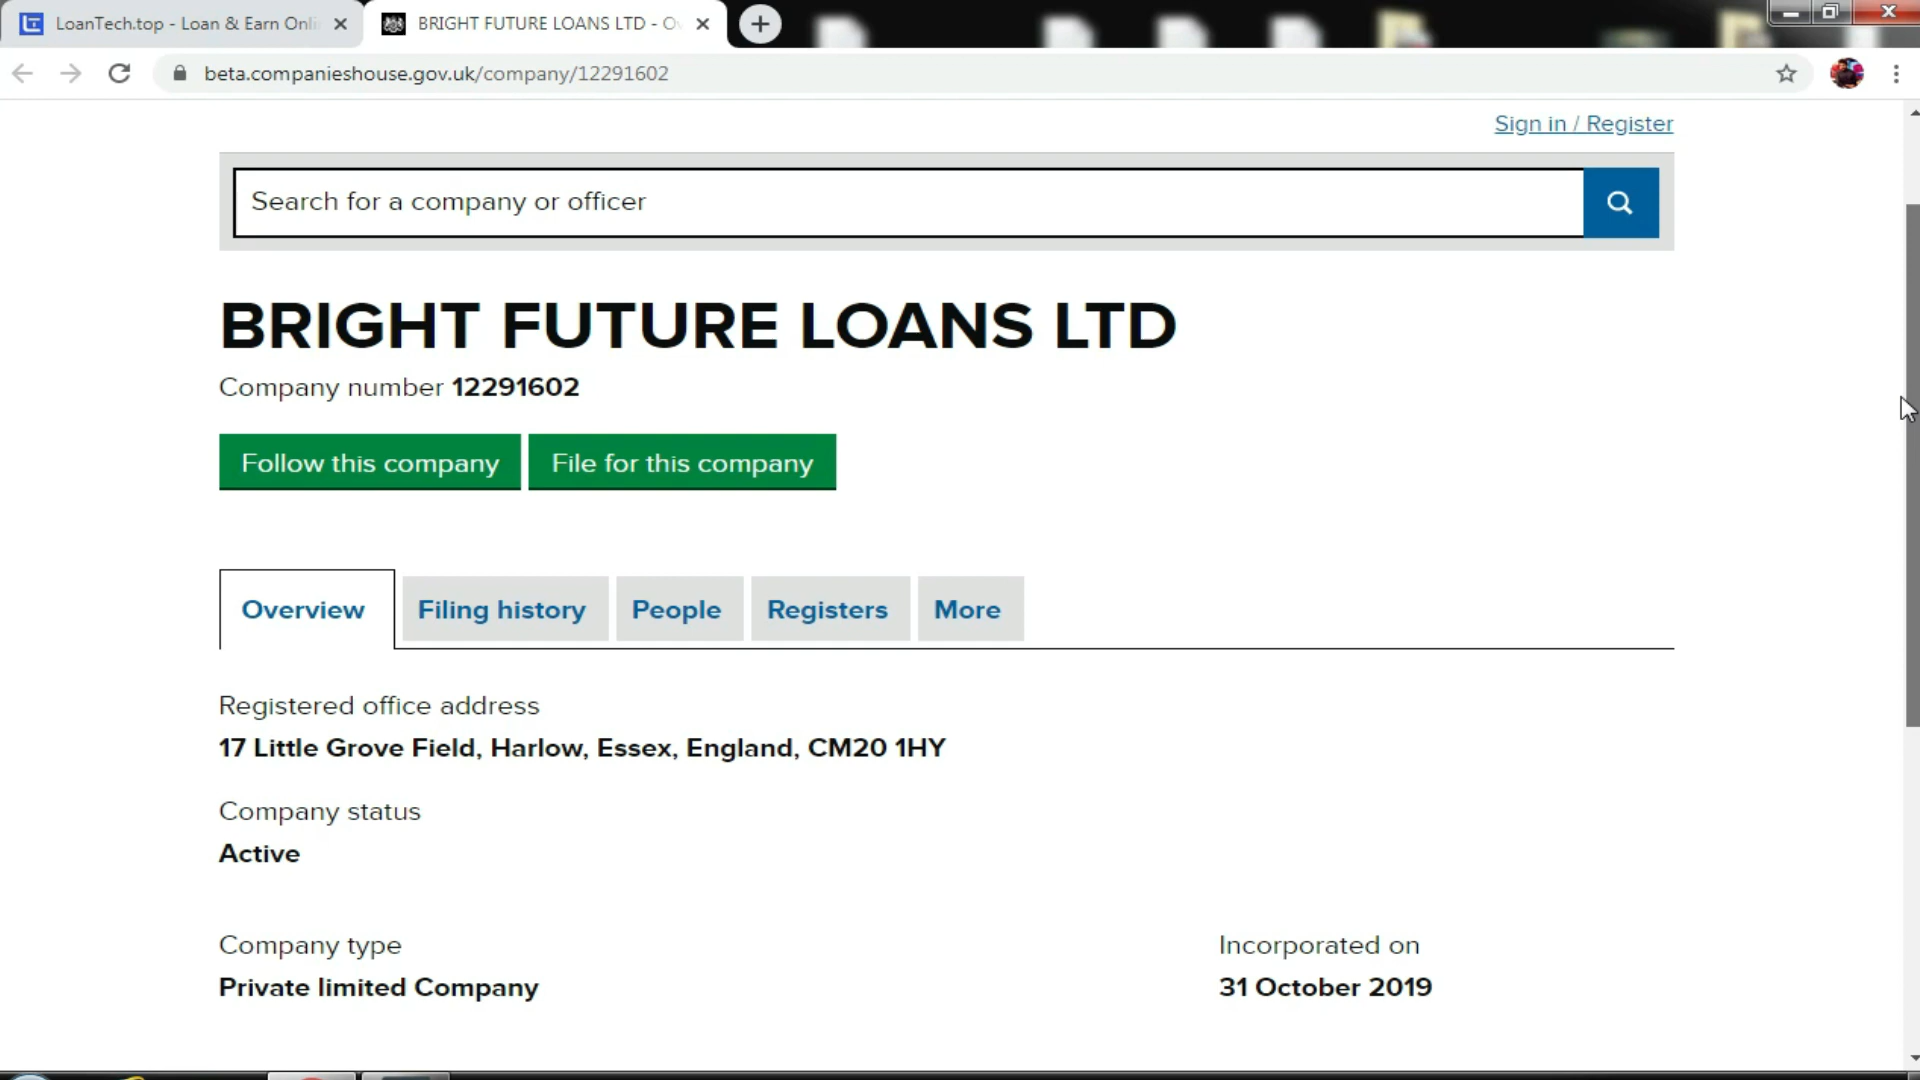 LoanTech.top - Loan & Earn Onli
BRIGHT FUTURE LOANS LTD - Ov
beta.companieshouse.gov.uk/company/12291602
Sign in / Register
Search for a company or officer
BRIGHT FUTURE LOANS LTD
Company number 12291602
Follow this company File for this company
Overview Filing history People Registers More
Registered office address
17 Little Grove Field, Harlow, Essex, England, CM20 1HY
Company status
Active
Company type
Private limited Company
Incorporated on
31 October 2019